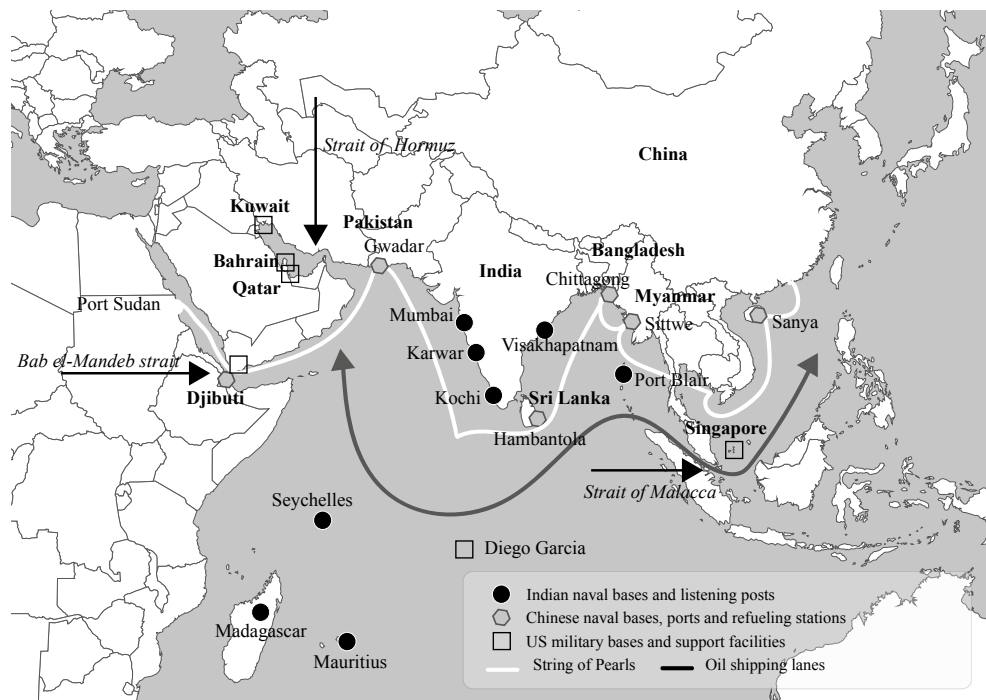 Strait of Hormuz
China
Kuwait
Pakistan
Gwadar
Bahrain
Qatar
India
Bangladesh
Chittagong
Myanmar
Port Sudan
Mumbai
Sittwe
Sanya
Visakhapatnam
Bab el-Mandeb strait
Karwar
Port Blair
Djibuti
Kochi
Sri Lanka
Hambantola
Singapore
Strait of Malacca
Seychelles
Diego Garcia
Madagascar
Mauritius
Indian naval bases and listening posts
Chinese naval bases, ports and refueling stations
US military bases and support facilities
String of Pearls
Oil shipping lanes